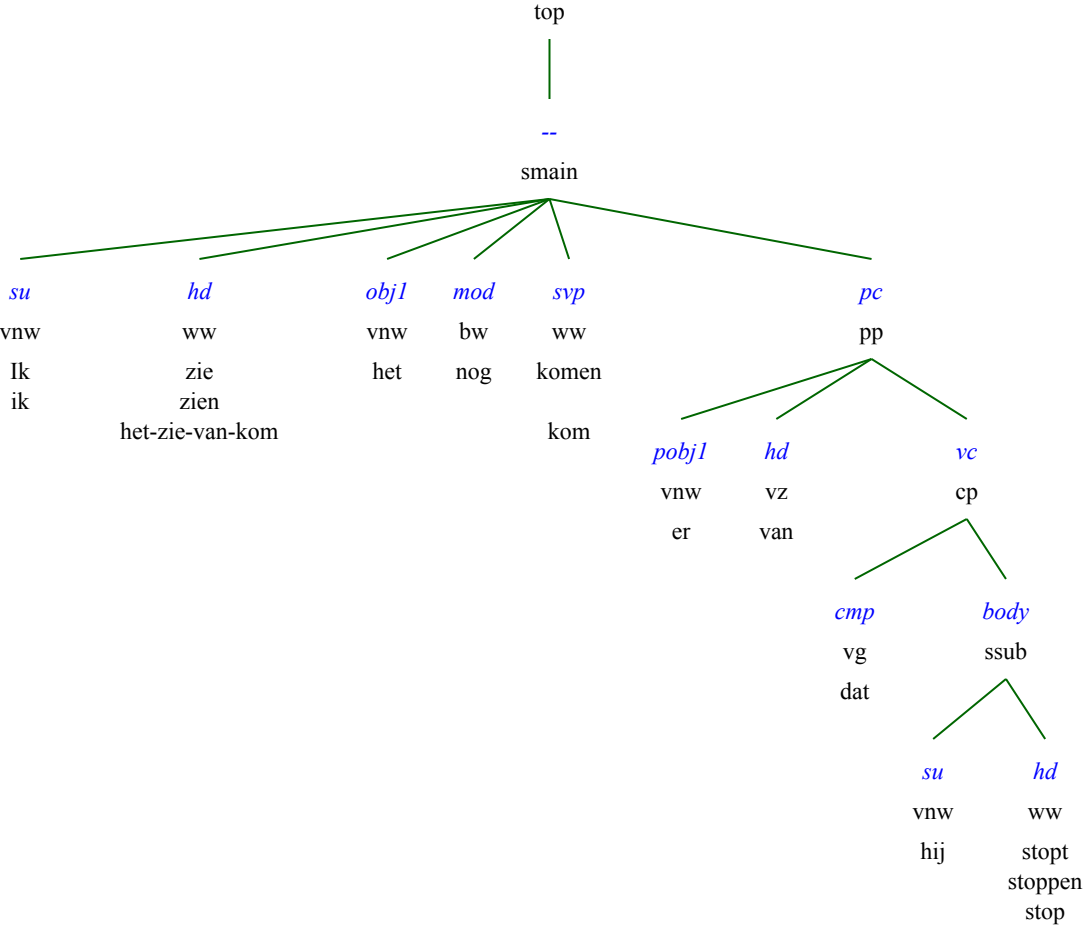 top
--
smain
su hd obj1 mod svp pc
vnw ww vnw bw ww pp
Ik zie het nog komen
ik zien
het-zie-van-kom kom
pobj1 hd vc
vnw vz cp
er van
cmp body
vg ssub
dat
su hd
vnw ww
hij stopt
stoppen
stop